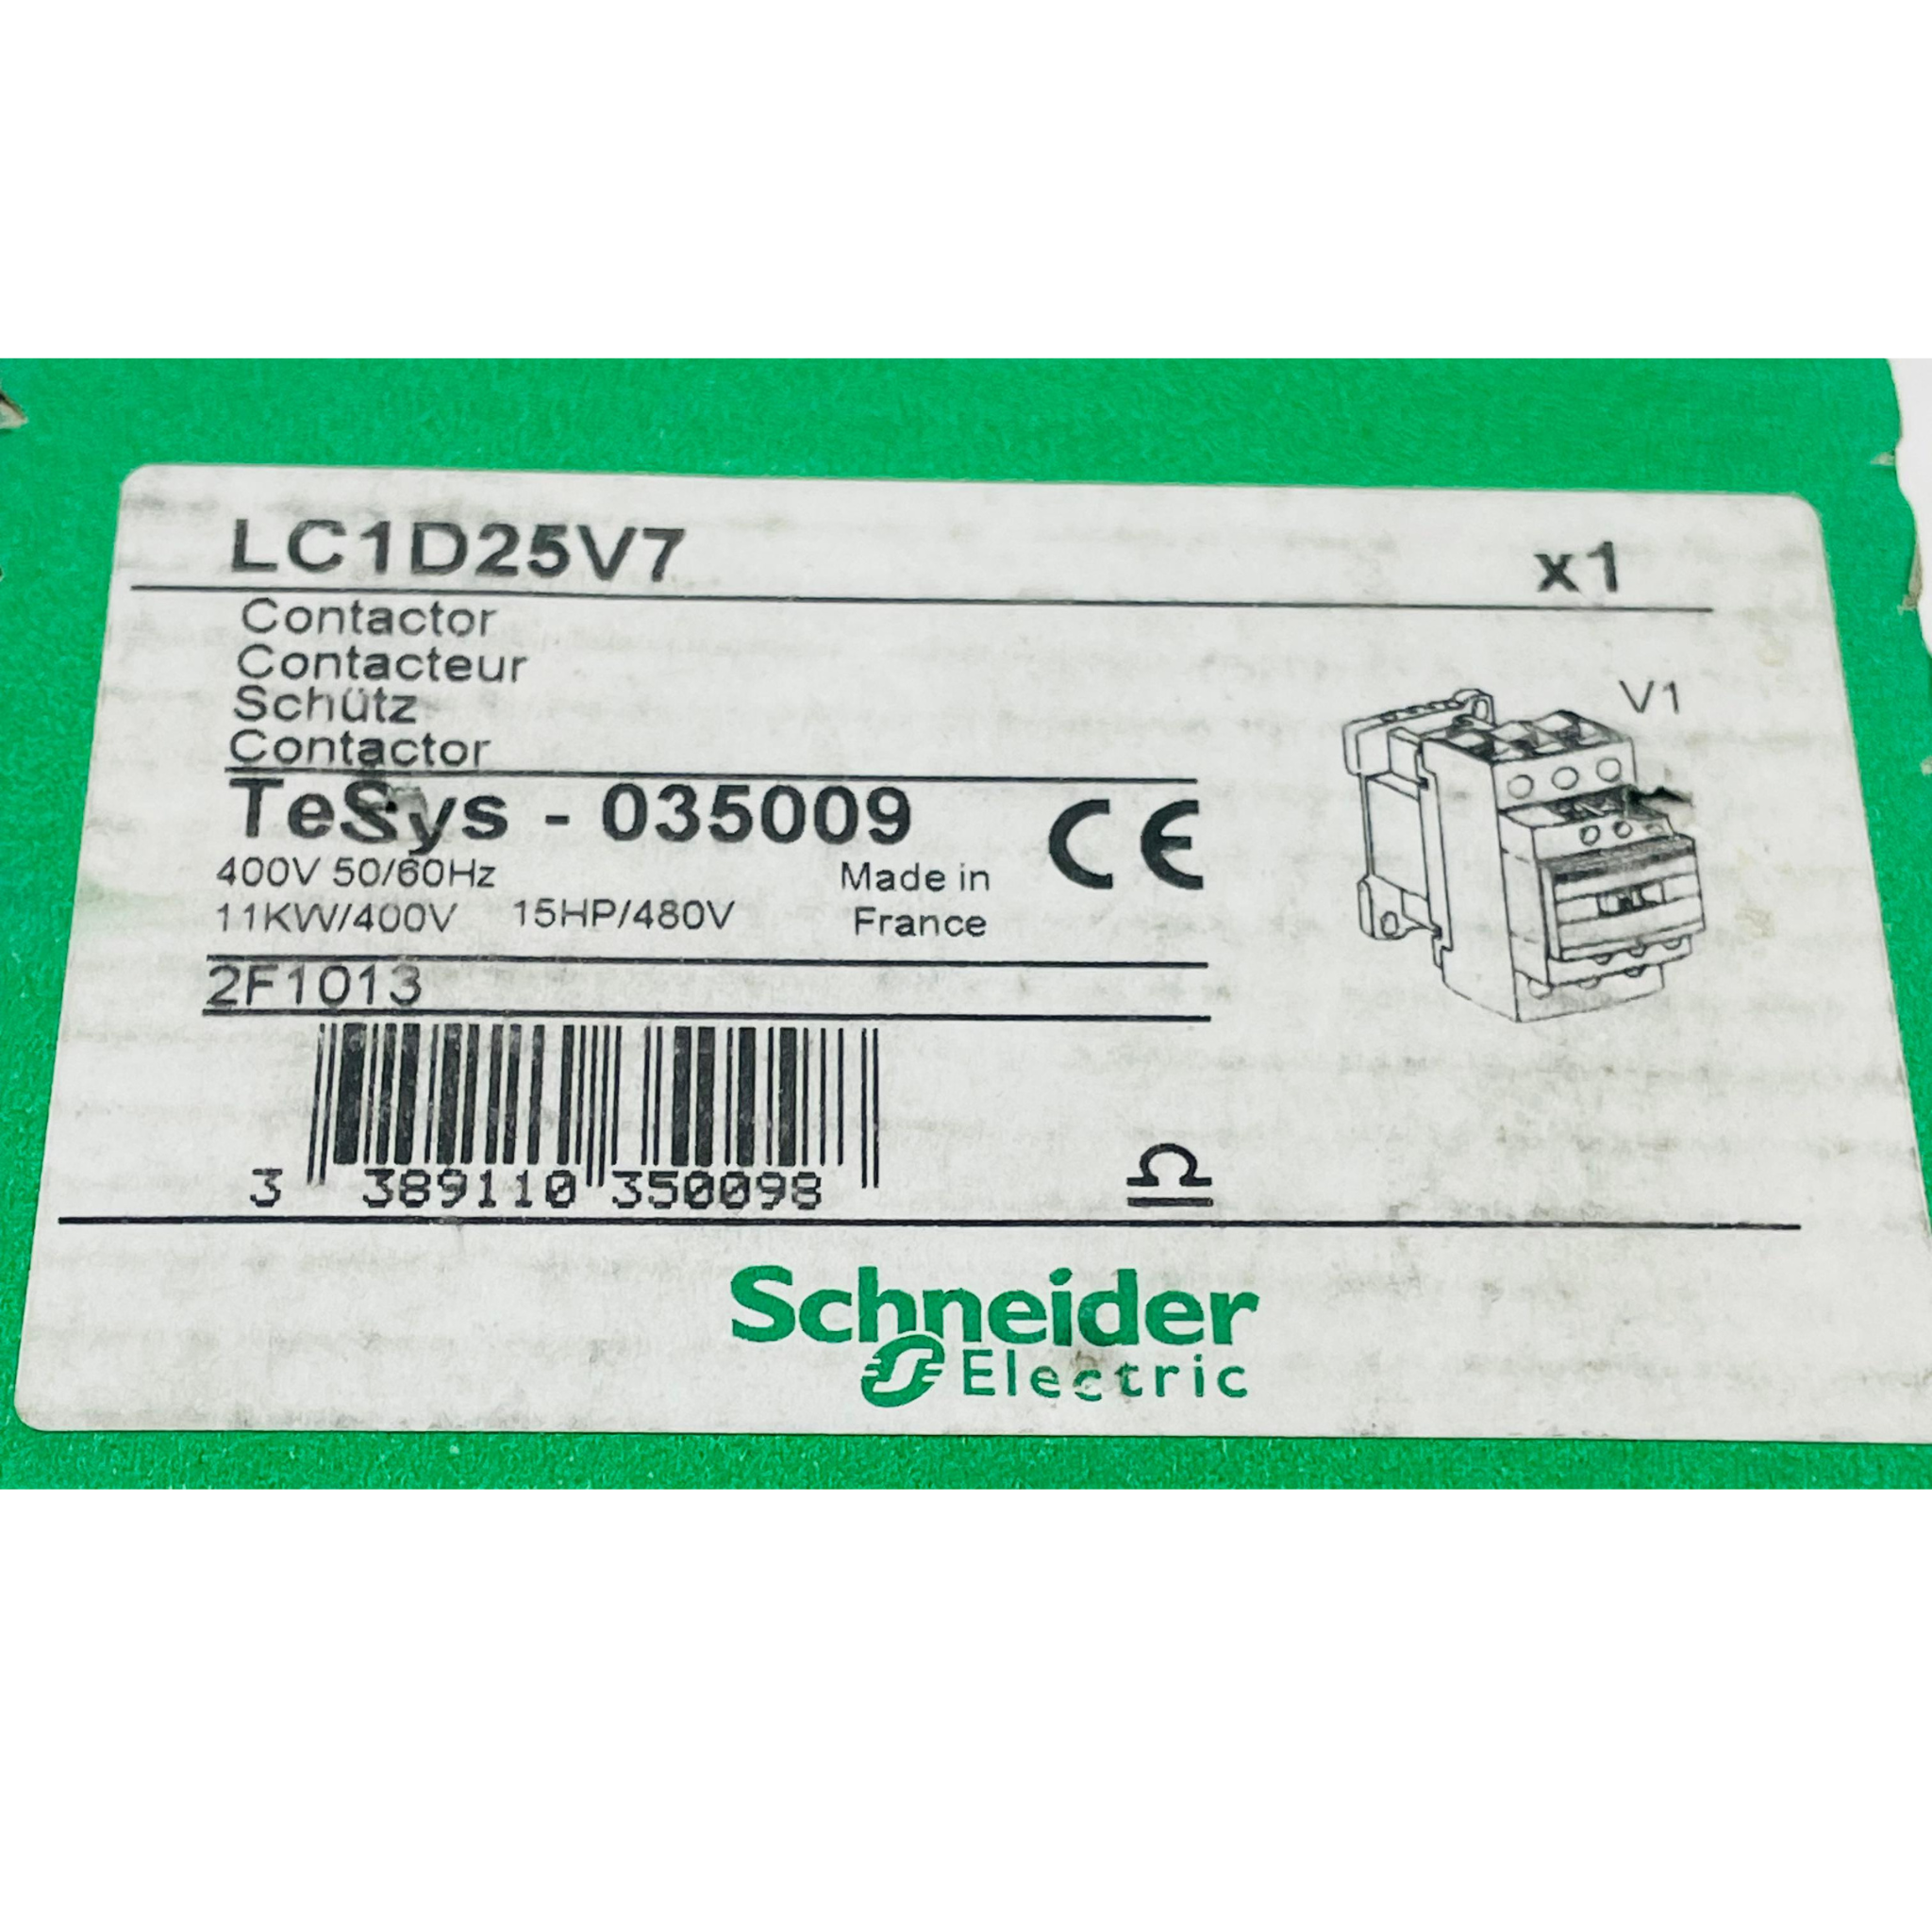 LC1D25V7 x1
Contactor
Contacteur
Schütz
Contactor
V1
TeSys - 035009
CE
400V 50/60Hz
Made in
11KW/400V 15HP/480V
France
2F1013
3 389110 350098
Schneider
Electric